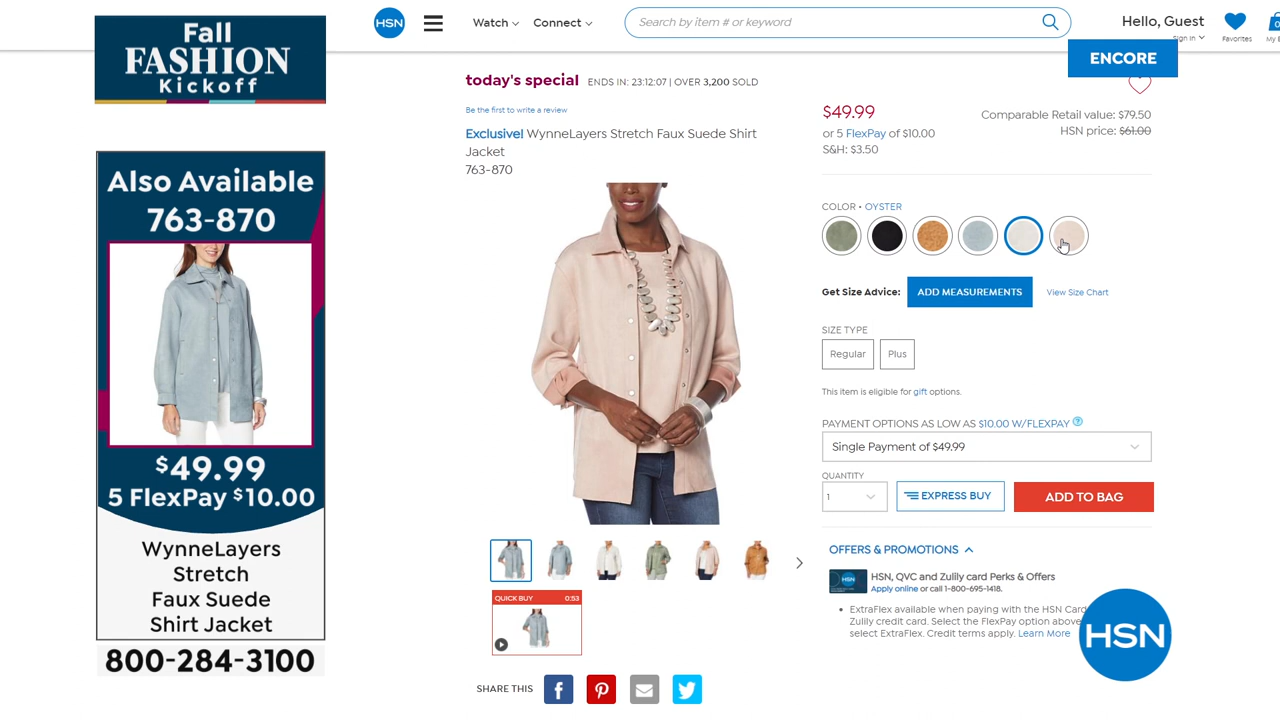 Fall
FASHION
Kickoff
Also Available
763-870
$49.99
5 FlexPay $10.00
WynneLayers
Stretch
Faux Suede
Shirt Jacket
800-284-3100
HSN
Watch
Connect
Search by item # or keyword
Hello, Guest
Sign In
Favorites
My B
0
ENCORE
today's special ENDS IN: 23:12:07 | OVER 3,200 SOLD
Be the first to write a review
Exclusive! WynneLayers Stretch Faux Suede Shirt
Jacket
763-870
QUICK BUY 0:53
SHARE THIS
$49.99
or 5 FlexPay of $10.00
S&H: $3.50
Comparable Retail value: $79.50
HSN price: $61.00
COLOR • OYSTER
Get Size Advice: ADD MEASUREMENTS View Size Chart
SIZE TYPE
Regular Plus
This item is eligible for gift options.
PAYMENT OPTIONS AS LOW AS $10.00 W/FLEXPAY ?
Single Payment of $49.99
QUANTITY
1 EXPRESS BUY ADD TO BAG
OFFERS & PROMOTIONS
HSN, QVC and Zulily card Perks & Offers
Apply online or call 1-800-695-1418.
• ExtraFlex available when paying with the HSN Card
Zulily credit card. Select the FlexPay option above
select ExtraFlex. Credit terms apply. Learn More
HSN